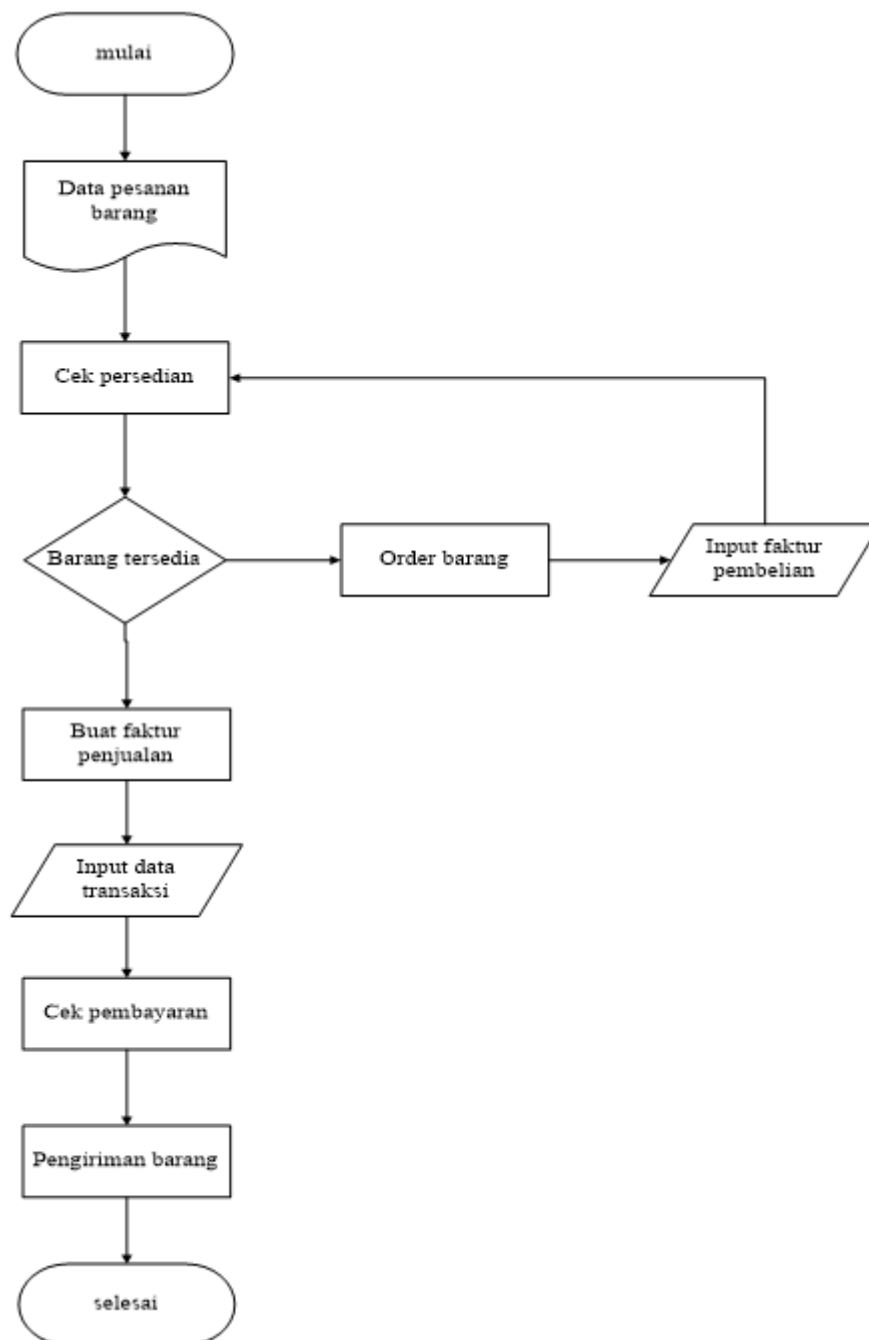 mulai
Data pesanan
barang
Cek persedian
Barang tersedia
Order barang
Input faktur
pembelian
Buat faktur
penjualan
Input data
transaksi
Cek pembayaran
Pengiriman barang
selesai